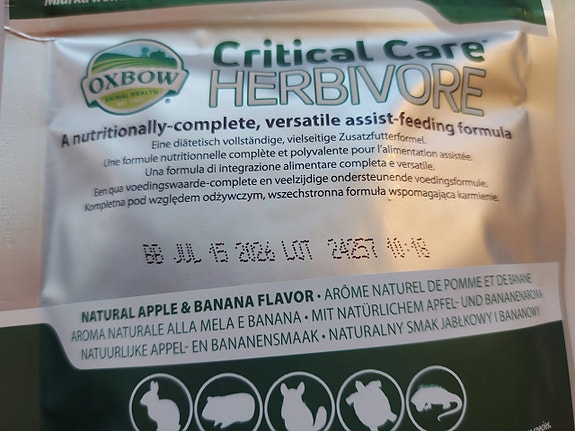 OXBOW
ANIMAL HEALTH
®
Critical Care®
HERBIVORE
A nutritionally-complete, versatile assist-feeding formula
Eine diätetisch vollständige, vielseitige Zusatzfutterformel.
Une formule nutritionnelle complète et polyvalente pour l'alimentation assistée.
Una formula di integrazione alimentare completa e versatile.
Een qua voedingswaarde-complete en veelzijdige ondersteunende voedingsformule.
Kompletna pod względem odżywczym, wszechstronna formuła wspomagająca karmienie.
BB JUL 15 2026 LOT 24257 10-18
NATURAL APPLE & BANANA FLAVOR • ARÔME NATUREL DE POMME ET DE BANANE
AROMA NATURALE ALLA MELA E BANANA • MIT NATÜRLICHEM APFEL- UND BANANENAROMA
NATUURLIJKE APPEL- EN BANANENSMAAK • NATURALNY SMAK JABŁKOWY I BANANOWY
species.